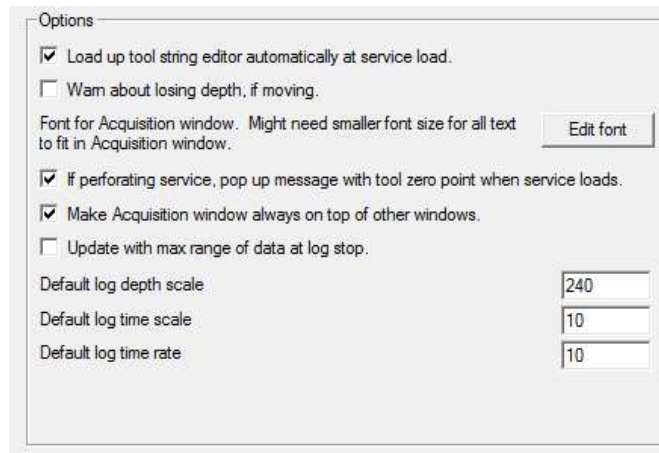 Options
Load up tool string editor automatically at service load.
Warn about losing depth, if moving.
Font for Acquisition window. Might need smaller font size for all text
to fit in Acquisition window.
Edit font
If perforating service, pop up message with tool zero point when service loads.
Make Acquisition window always on top of other windows.
Update with max range of data at log stop.
Default log depth scale 240
Default log time scale 10
Default log time rate 10